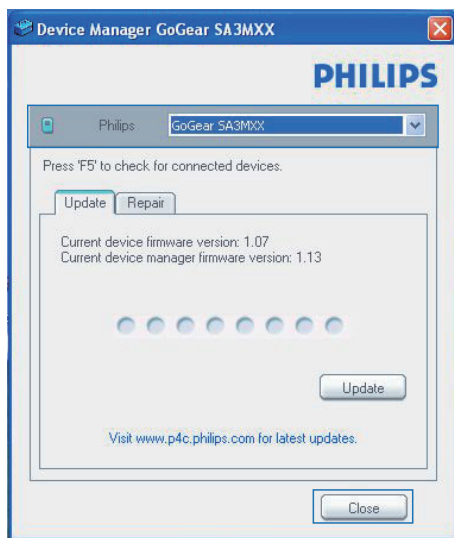 Device Manager GoGear SA3MXX
PHILIPS
Philips GoGear SA3MXX
Press 'F5' to check for connected devices.
Update Repair
Current device firmware version: 1.07
Current device manager firmware version: 1.13
Update
Visit www.p4c.philips.com for latest updates.
Close